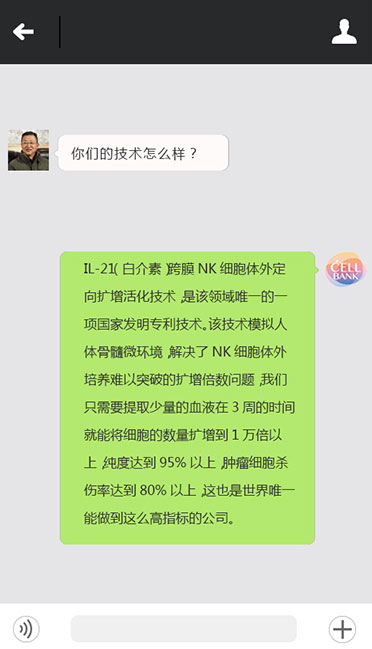 你们的技术怎么样？
IL-21(白介素)跨膜 NK 细胞体外定
向扩增活化技术,是该领域唯一的一
项国家发明专利技术。该技术模拟人
体骨髓微环境,解决了 NK 细胞体外
培养难以突破的扩增倍数问题,我们
只需要提取少量的血液在 3 周的时间
就能将细胞的数量扩增到 1 万倍以
上,纯度达到 95% 以上,肿瘤细胞杀
伤率达到 80% 以上,这也是世界唯一
能做到这么高指标的公司。
CELL
BANK